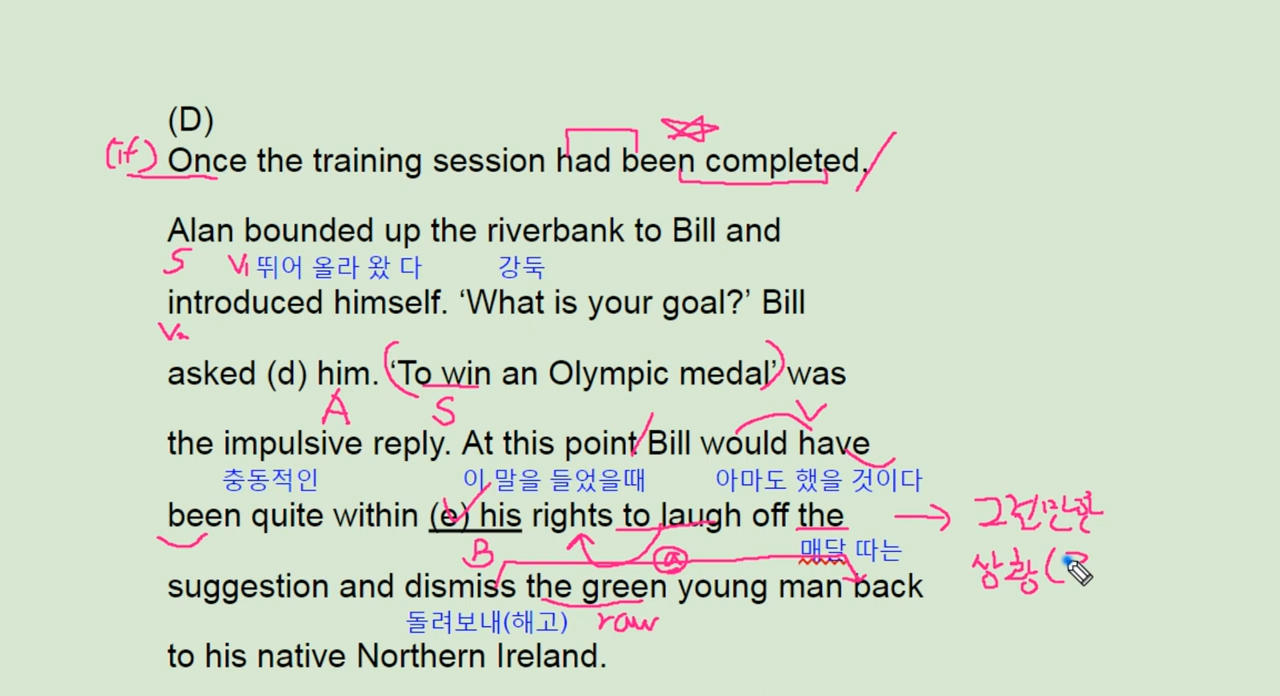 (D)
(if) Once the training session had been completed,
Alan bounded up the riverbank to Bill and
S V₁ 뛰어 올라 왔 다 강둑
introduced himself. ‘What is your goal?’ Bill
V₂
asked (d) him. ‘To win an Olympic medal’ was
A S V
the impulsive reply. At this point Bill would have
충동적인 이 말을 들었을때 아마도 했을 것이다
been quite within (e) his rights to laugh off the → 그럴만한
B ⓐ 매달 따는 상황(
suggestion and dismiss the green young man back
돌려보내(해고) raw
to his native Northern Ireland.